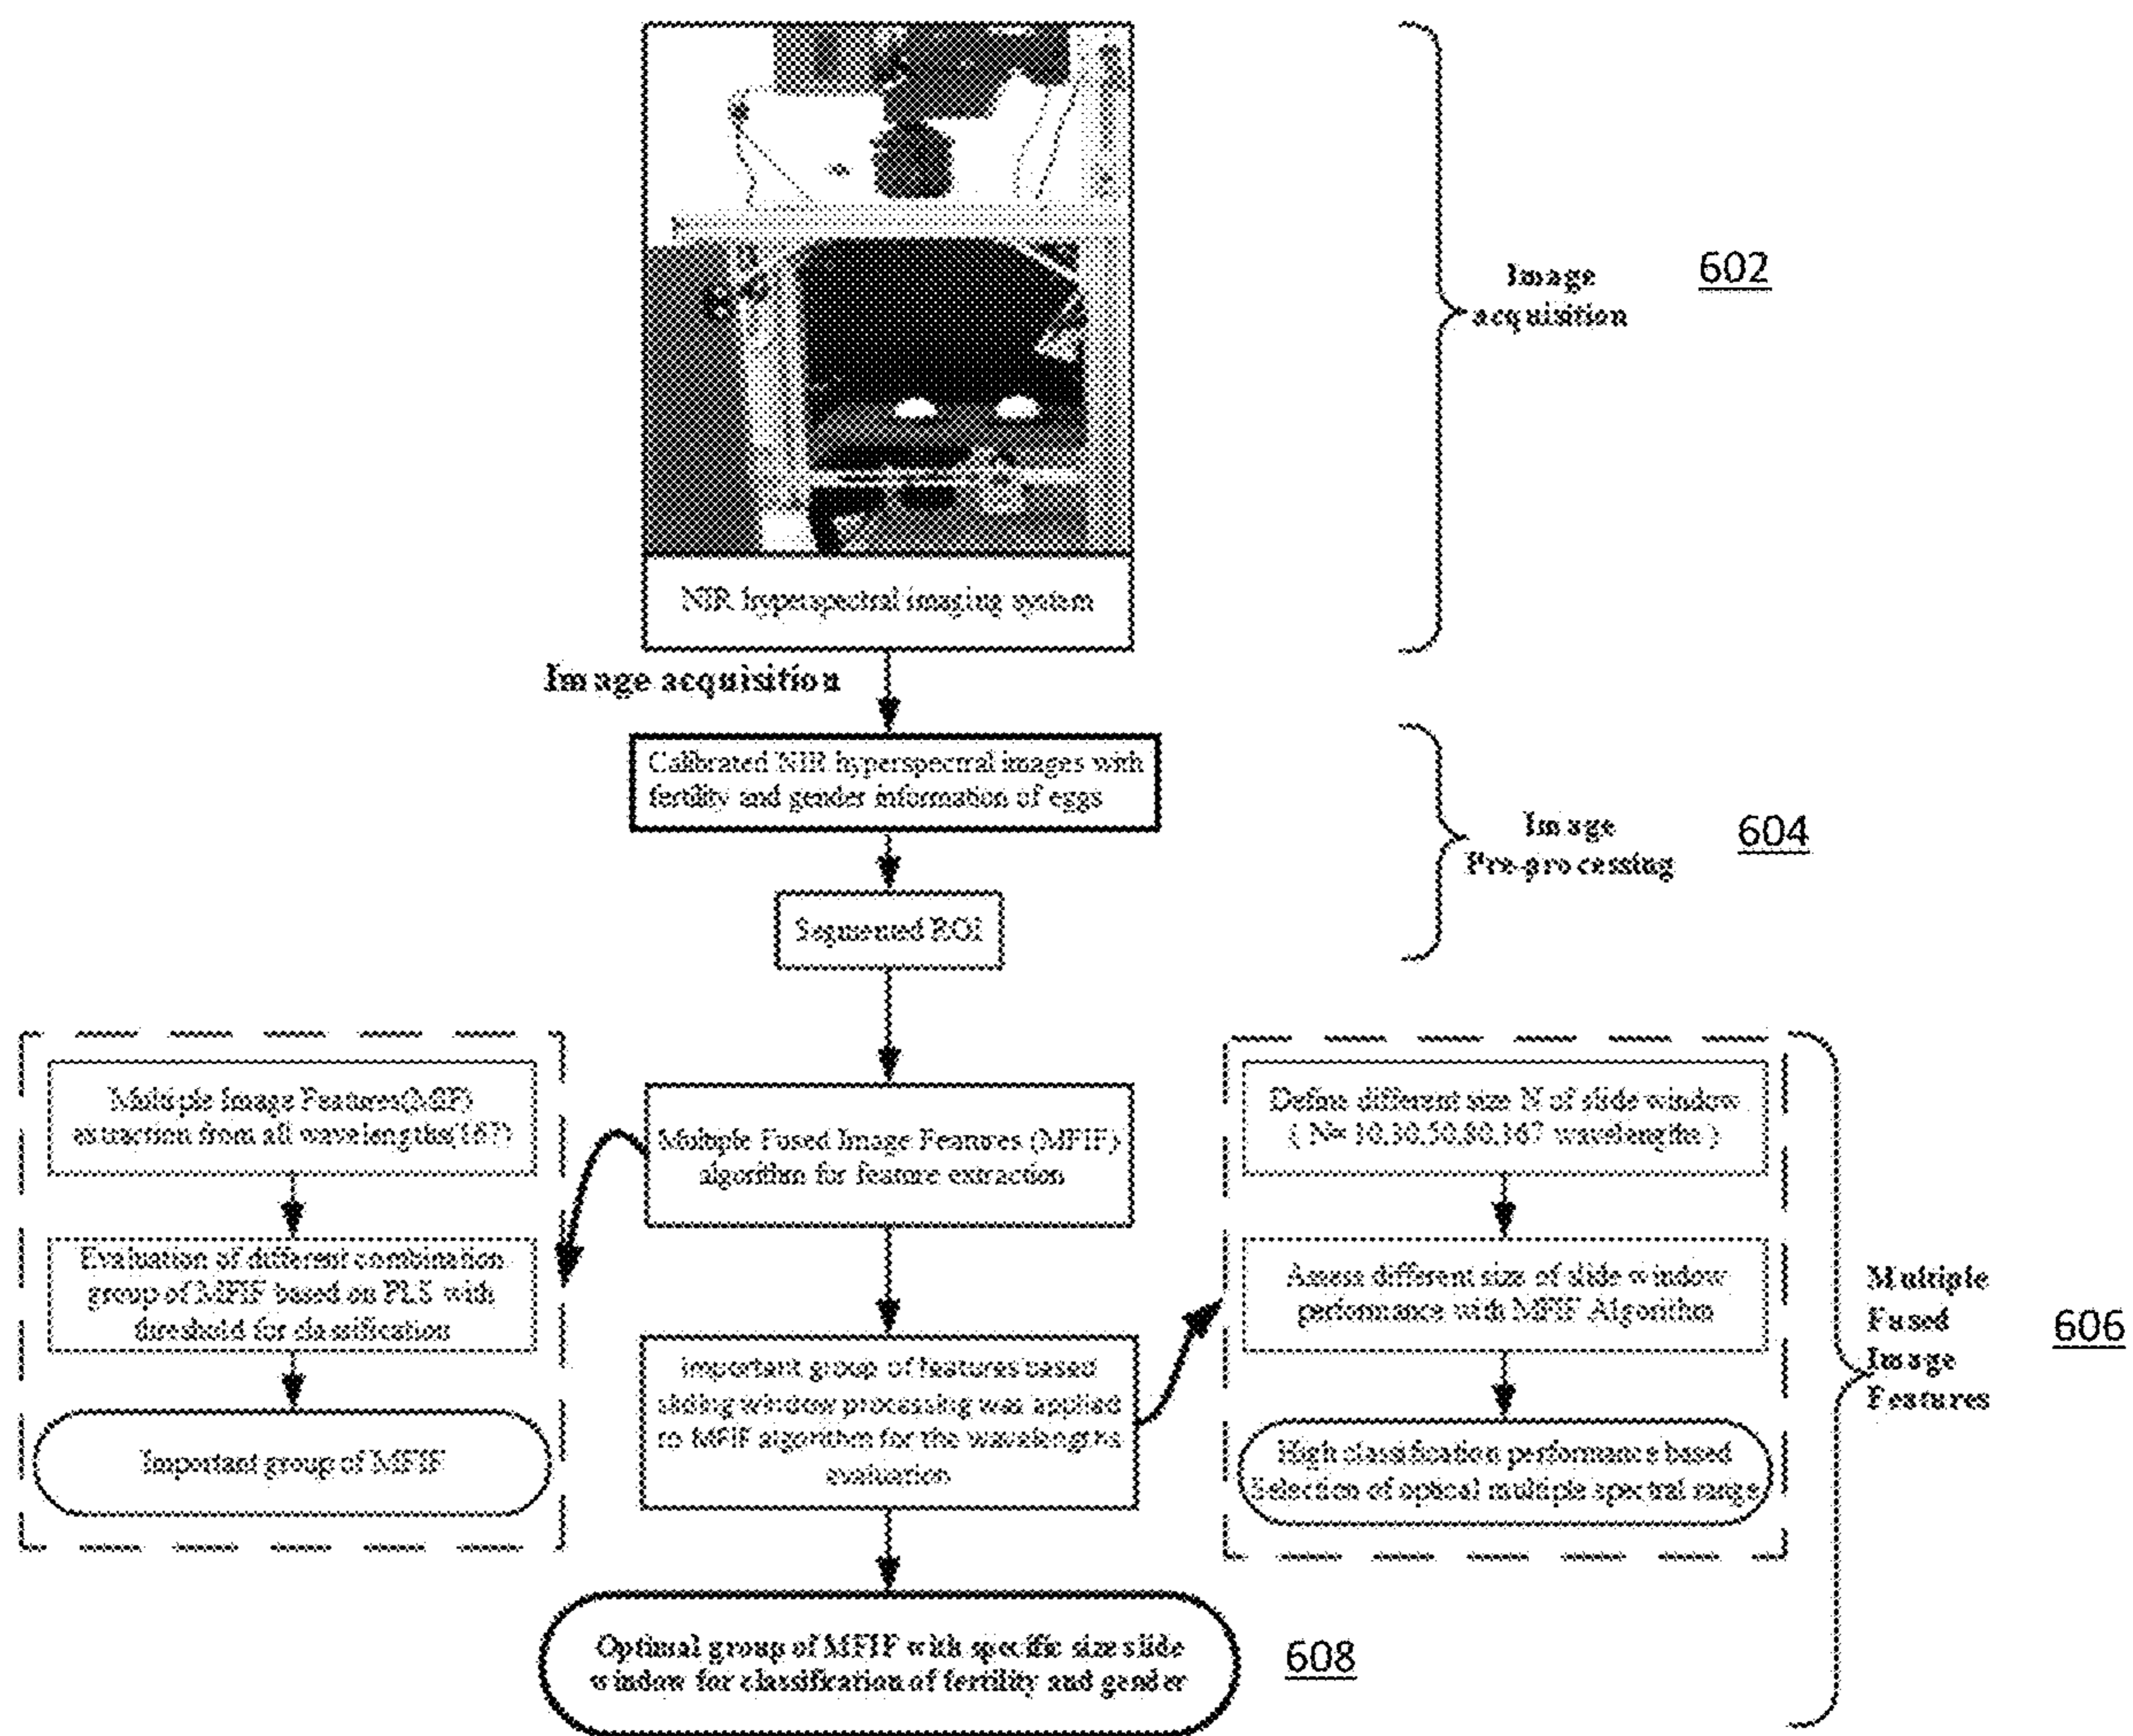 Image
acquisition
602
NIR hyperspectral imaging system
Image acquisition
Calibrated NIR hyperspectral images with
fertility and gender information of eggs
Image
Pre-processing
604
Segmented ROI
Multiple Image Features(MIF)
extraction from all wavelengths(167)
Evaluation of different combination
group of MFIF based on PLS with
threshold for classification
Important group of MFIF
Multiple Fused Image Features (MFIF)
algorithm for feature extraction
important group of features based
sliding window processing was applied
to MFIF algorithm for the wavelengths
evaluation
Define different size N of slide window
( N= 10,30,50,80,167 wavelengths )
Assess different size of slide window
performance with MFIF Algorithm
High classification performance based
Selection of optical multiple spectral range
Multiple
Fused
Image
Features
606
Optimal group of MFIF with specific size slide
window for classification of fertility and gender
608